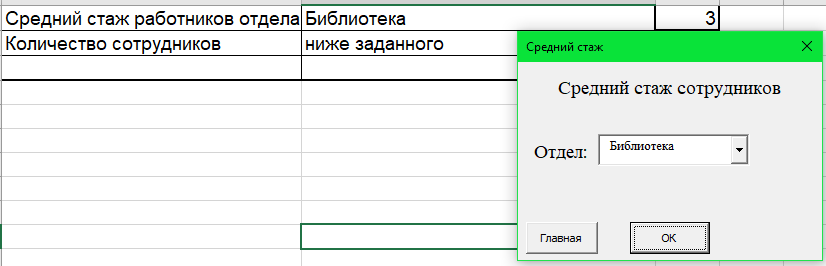 Средний стаж работников отдела Библиотека 3
Количество сотрудников ниже заданного
Средний стаж
Средний стаж сотрудников
Отдел: Библиотека
Главная OK